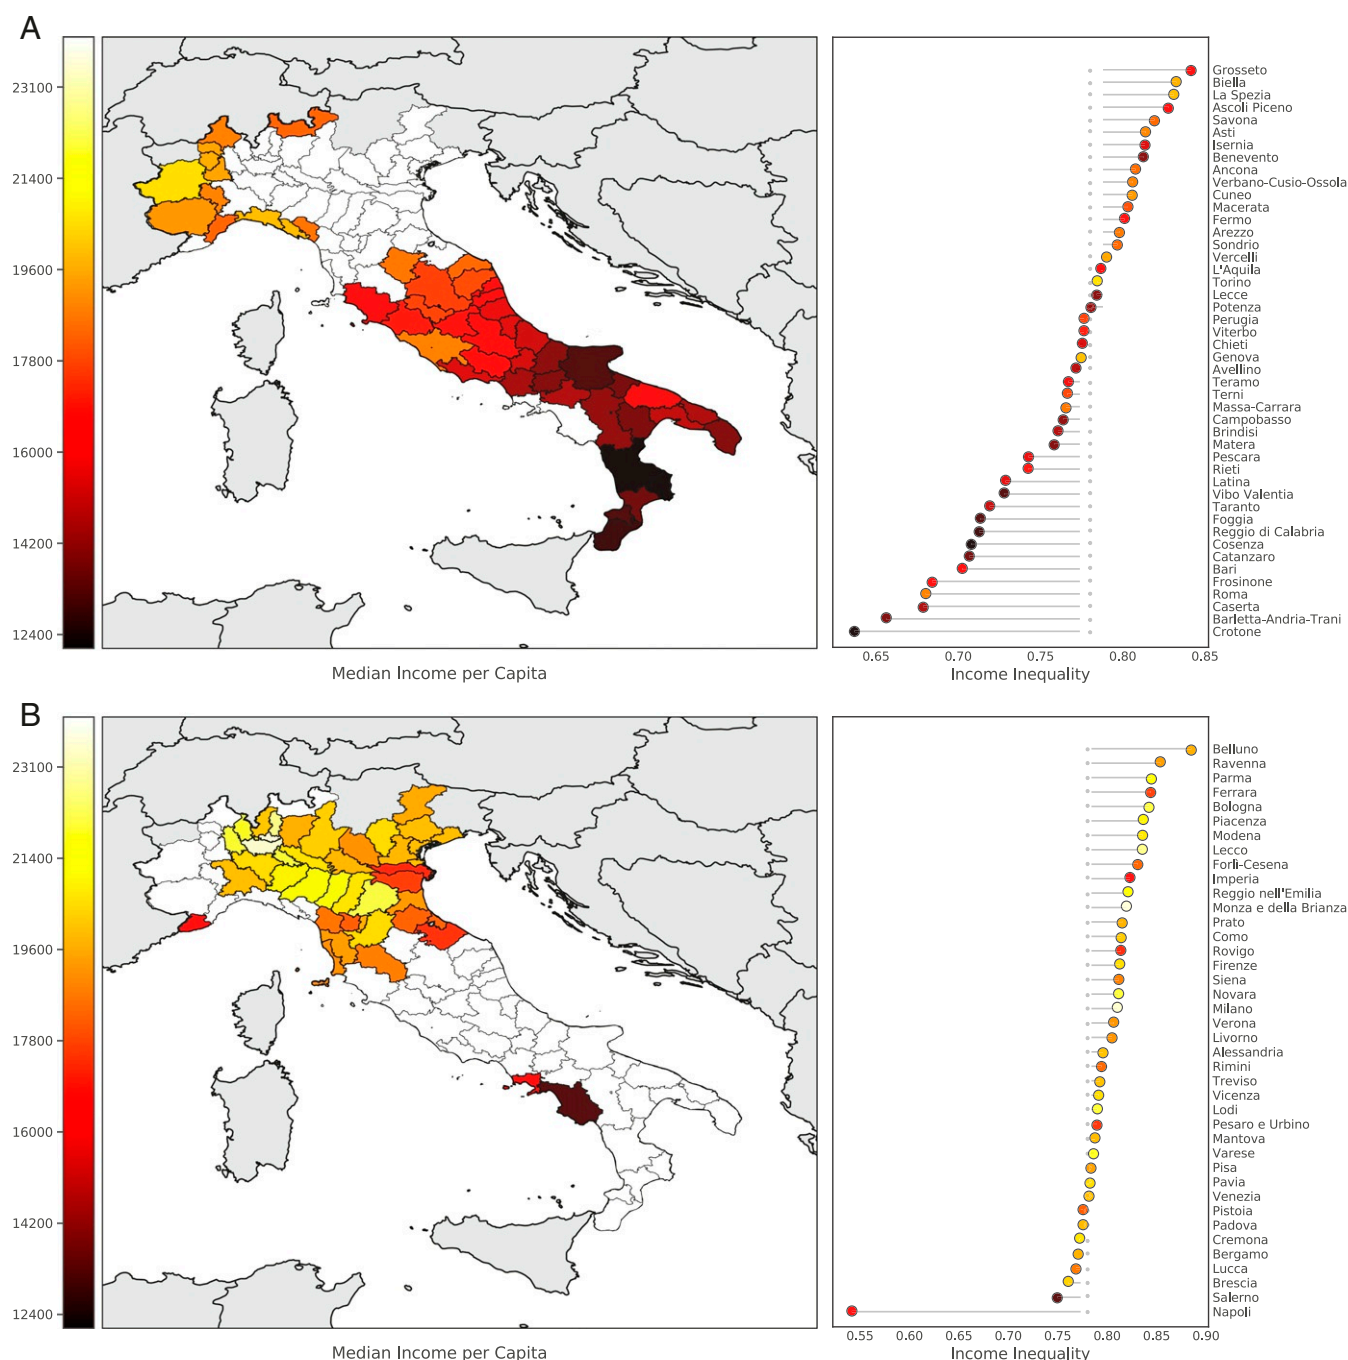 A
23100
21400
19600
17800
16000
14200
12400
Median Income per Capita
Grosseto
Biella
La Spezia
Ascoli Piceno
Savona
Asti
Isernia
Benevento
Ancona
Verbano-Cusio-Ossola
Cuneo
Macerata
Fermo
Arezzo
Sondrio
Vercelli
L'Aquila
Torino
Lecce
Potenza
Perugia
Viterbo
Chieti
Genova
Avellino
Teramo
Terni
Massa-Carrara
Campobasso
Brindisi
Matera
Pescara
Rieti
Latina
Vibo Valentia
Taranto
Foggia
Reggio di Calabria
Cosenza
Catanzaro
Bari
Frosinone
Roma
Caserta
Barletta-Andria-Trani
Crotone
0.65 0.70 0.75 0.80 0.85
Income Inequality
B
23100
21400
19600
17800
16000
14200
12400
Median Income per Capita
Belluno
Ravenna
Parma
Ferrara
Bologna
Piacenza
Modena
Lecco
Forlì-Cesena
Imperia
Reggio nell'Emilia
Monza e della Brianza
Prato
Como
Rovigo
Firenze
Siena
Novara
Milano
Verona
Livorno
Alessandria
Rimini
Treviso
Vicenza
Lodi
Pesaro e Urbino
Mantova
Varese
Pisa
Pavia
Venezia
Pistoia
Padova
Cremona
Bergamo
Lucca
Brescia
Salerno
Napoli
0.55 0.60 0.65 0.70 0.75 0.80 0.85 0.90
Income Inequality